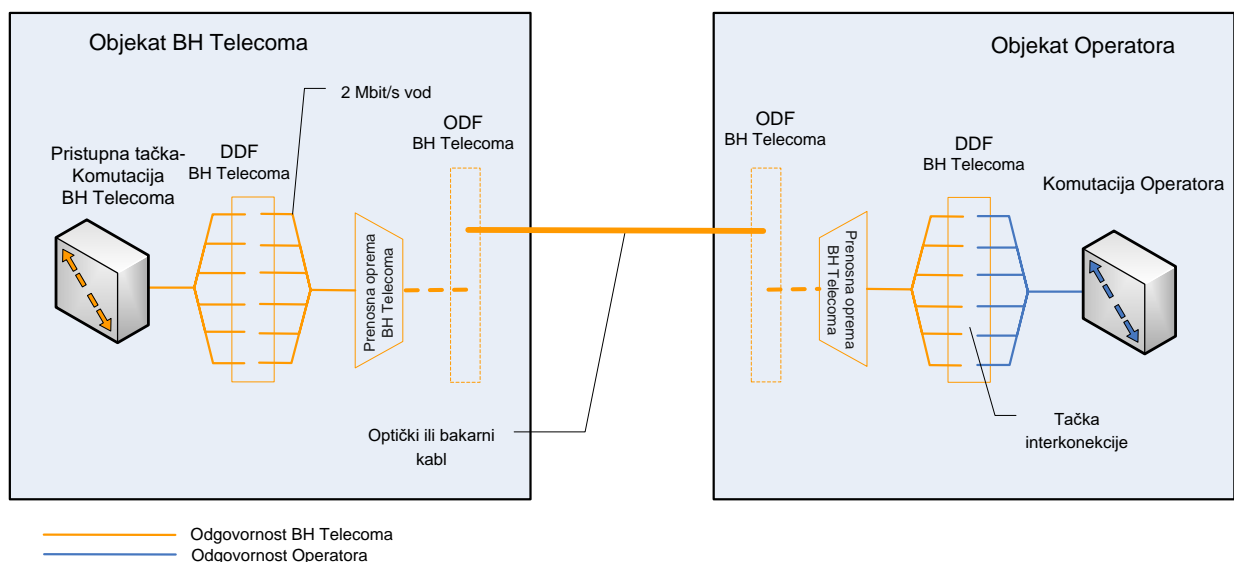 Objekat BH Telecoma
Objekat Operatora
2 Mbit/s vod
ODF
BH Telecoma
ODF
BH Telecoma
Pristupna tačka-
Komutacija
BH Telecoma
DDF
BH Telecoma
DDF
BH Telecoma
Komutacija Operatora
Prenosna oprema
BH Telecoma
Prenosna oprema
BH Telecoma
Optički ili bakarni
kabl
Tačka
interkonekcije
Odgovornost BH Telecoma
Odgovornost Operatora